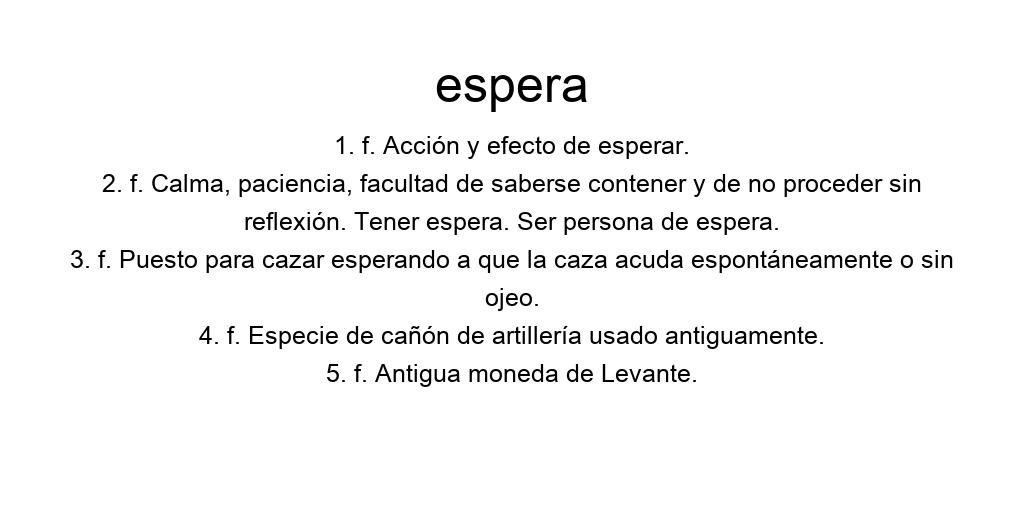 espera
1. f. Acción y efecto de esperar.
2. f. Calma, paciencia, facultad de saberse contener y de no proceder sin
reflexión. Tener espera. Ser persona de espera.
3. f. Puesto para cazar esperando a que la caza acuda espontáneamente o sin
ojeo.
4. f. Especie de cañón de artillería usado antiguamente.
5. f. Antigua moneda de Levante.